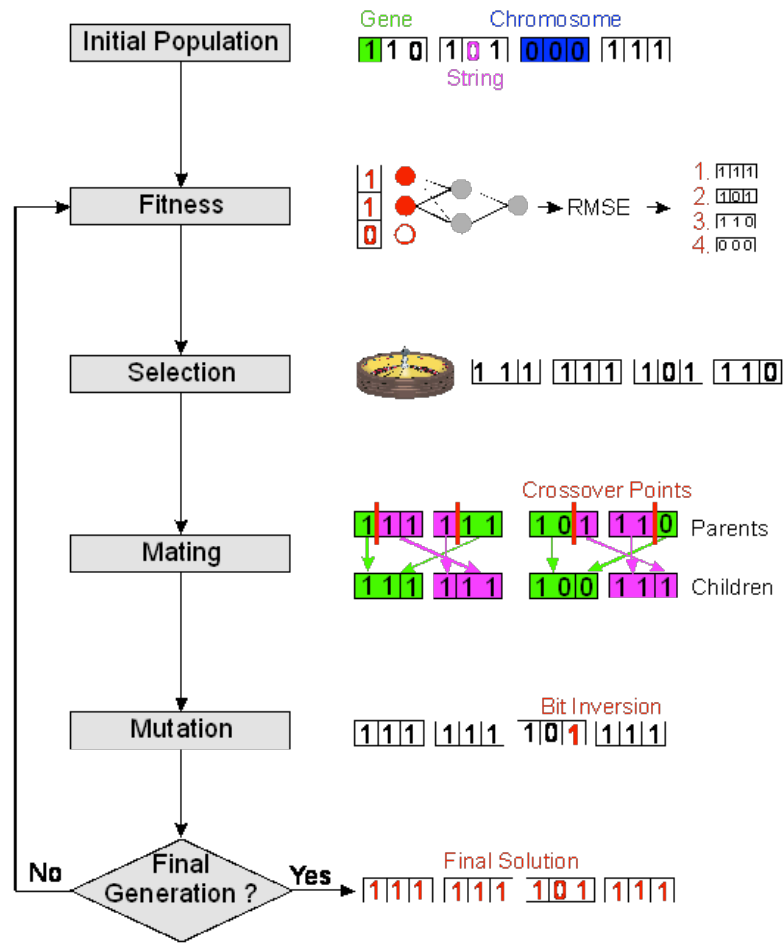 Gene Chromosome
Initial Population 1 1 0 1 0 1 0 0 0 1 1 1
String
Fitness 1 1 0 RMSE
1. 1 1 1
2. 1 0 1
3. 1 1 0
4. 0 0 0
Selection 1 1 1 1 1 1 1 0 1 1 1 0
Crossover Points
1 1 1 1 1 1 1 0 1 1 1 0 Parents
Mating
1 1 1 1 1 1 1 0 0 1 1 1 Children
Bit Inversion
Mutation 1 1 1 1 1 1 1 0 1 1 1 1
Final Solution
No Final Yes
Generation ? 1 1 1 1 1 1 1 0 1 1 1 1